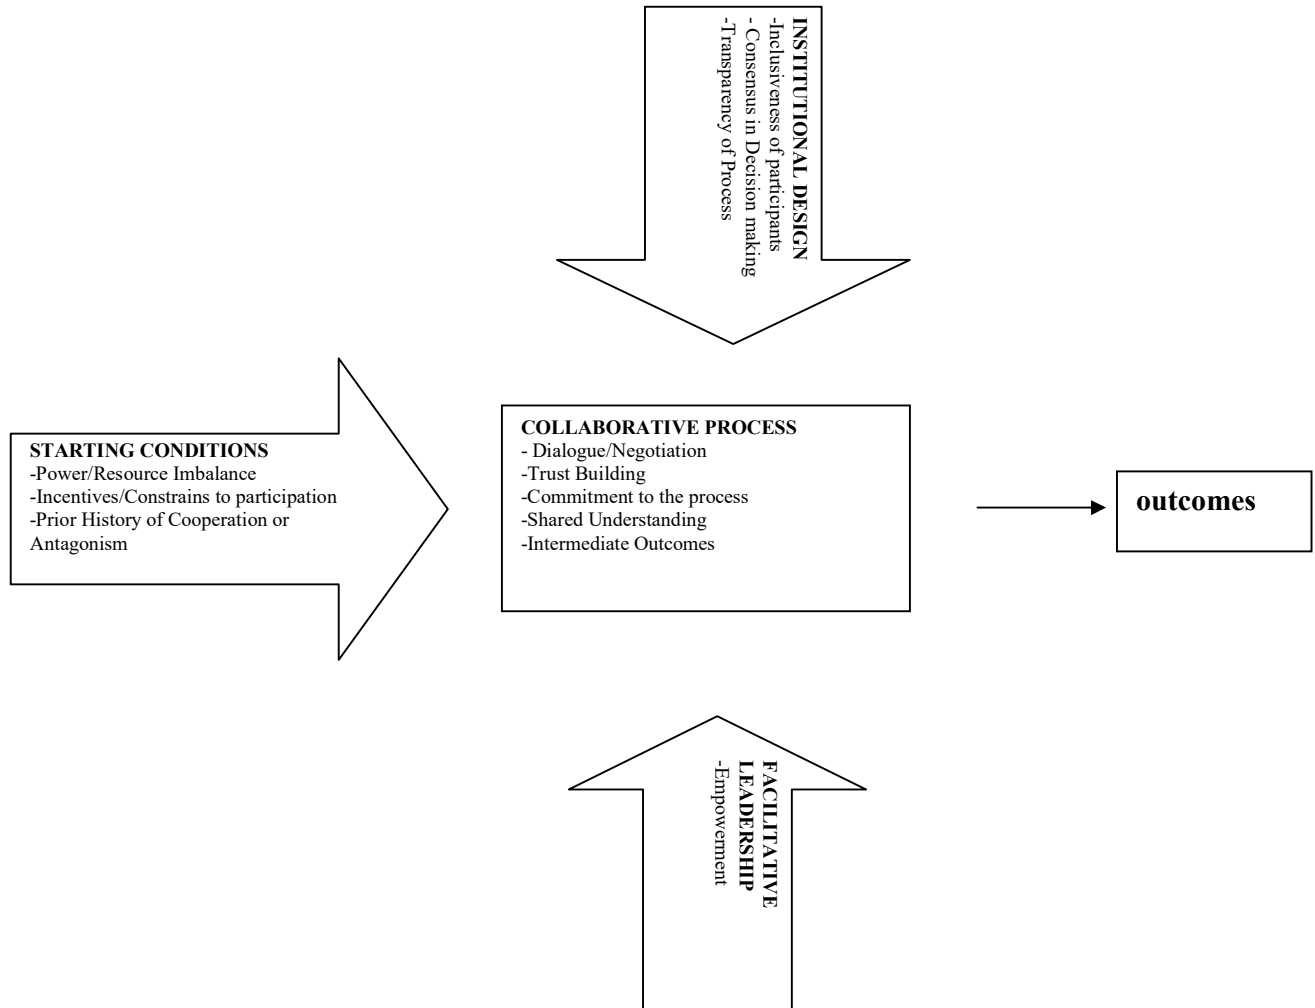 INSTITUTIONAL DESIGN
-Inclusiveness of participants
- Consensus in Decision making
-Transparency of Process
STARTING CONDITIONS
-Power/Resource Imbalance
-Incentives/Constrains to participation
-Prior History of Cooperation or
Antagonism
COLLABORATIVE PROCESS
- Dialogue/Negotiation
-Trust Building
-Commitment to the process
-Shared Understanding
-Intermediate Outcomes
outcomes
FACILITATIVE
LEADERSHIP
-Empowerment